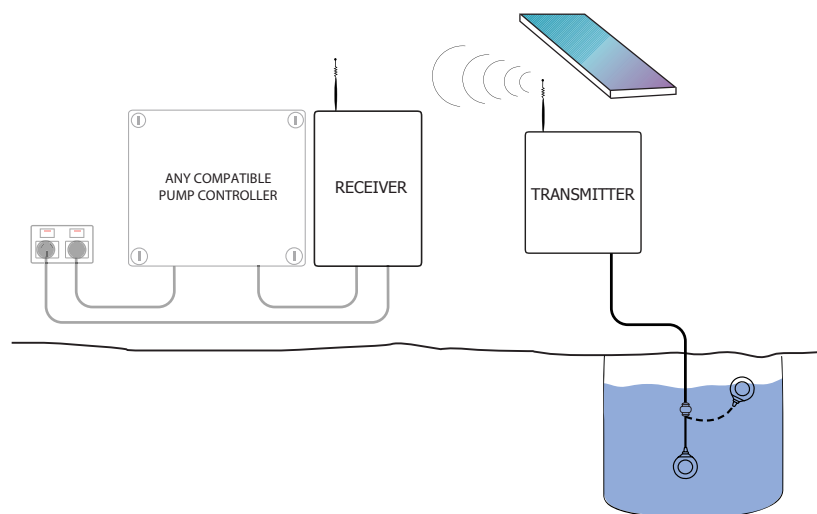 ANY COMPATIBLE
PUMP CONTROLLER
RECEIVER
TRANSMITTER